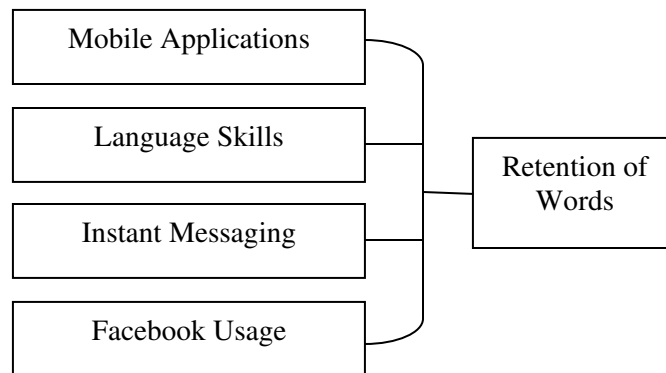 Mobile Applications
Language Skills
Instant Messaging
Facebook Usage
Retention of
Words